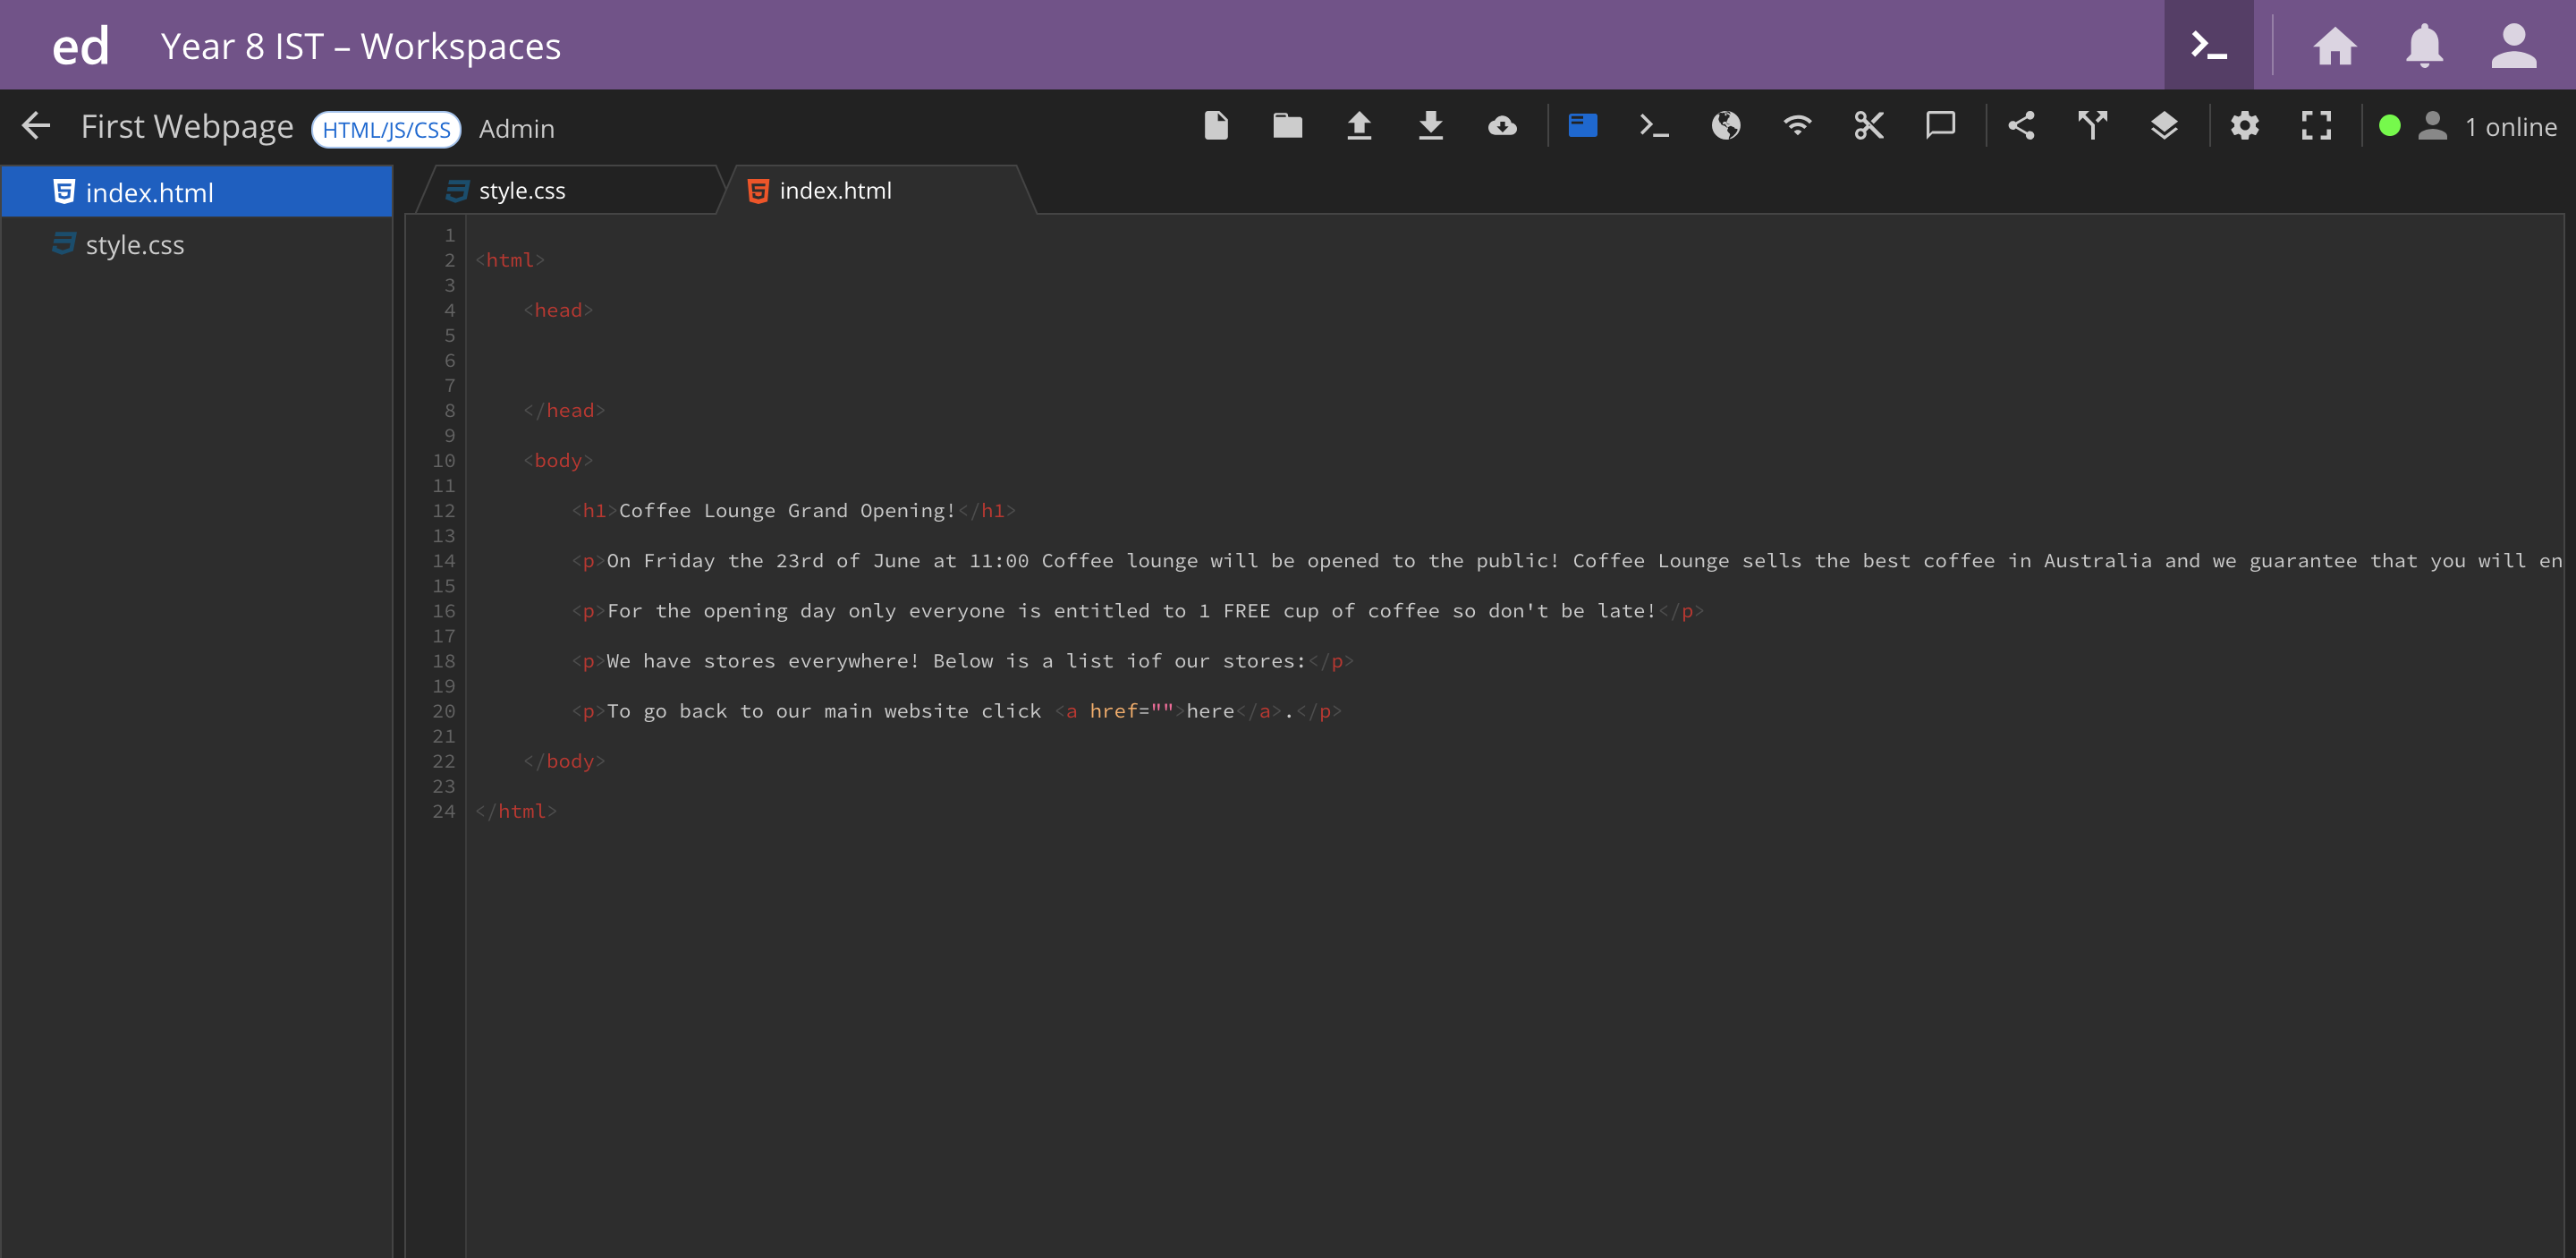 ed Year 8 IST – Workspaces
First Webpage HTML/JS/CSS Admin 1 online
index.html
style.css
style.css index.html
1
2 <html>
3
4 <head>
5
6
7
8 </head>
9
10 <body>
11
12 <h1>Coffee Lounge Grand Opening!</h1>
13
14 <p>On Friday the 23rd of June at 11:00 Coffee lounge will be opened to the public! Coffee Lounge sells the best coffee in Australia and we guarantee that you will en
15
16 <p>For the opening day only everyone is entitled to 1 FREE cup of coffee so don't be late!</p>
17
18 <p>We have stores everywhere! Below is a list iof our stores:</p>
19
20 <p>To go back to our main website click <a href="">here</a>.</p>
21
22 </body>
23
24 </html>